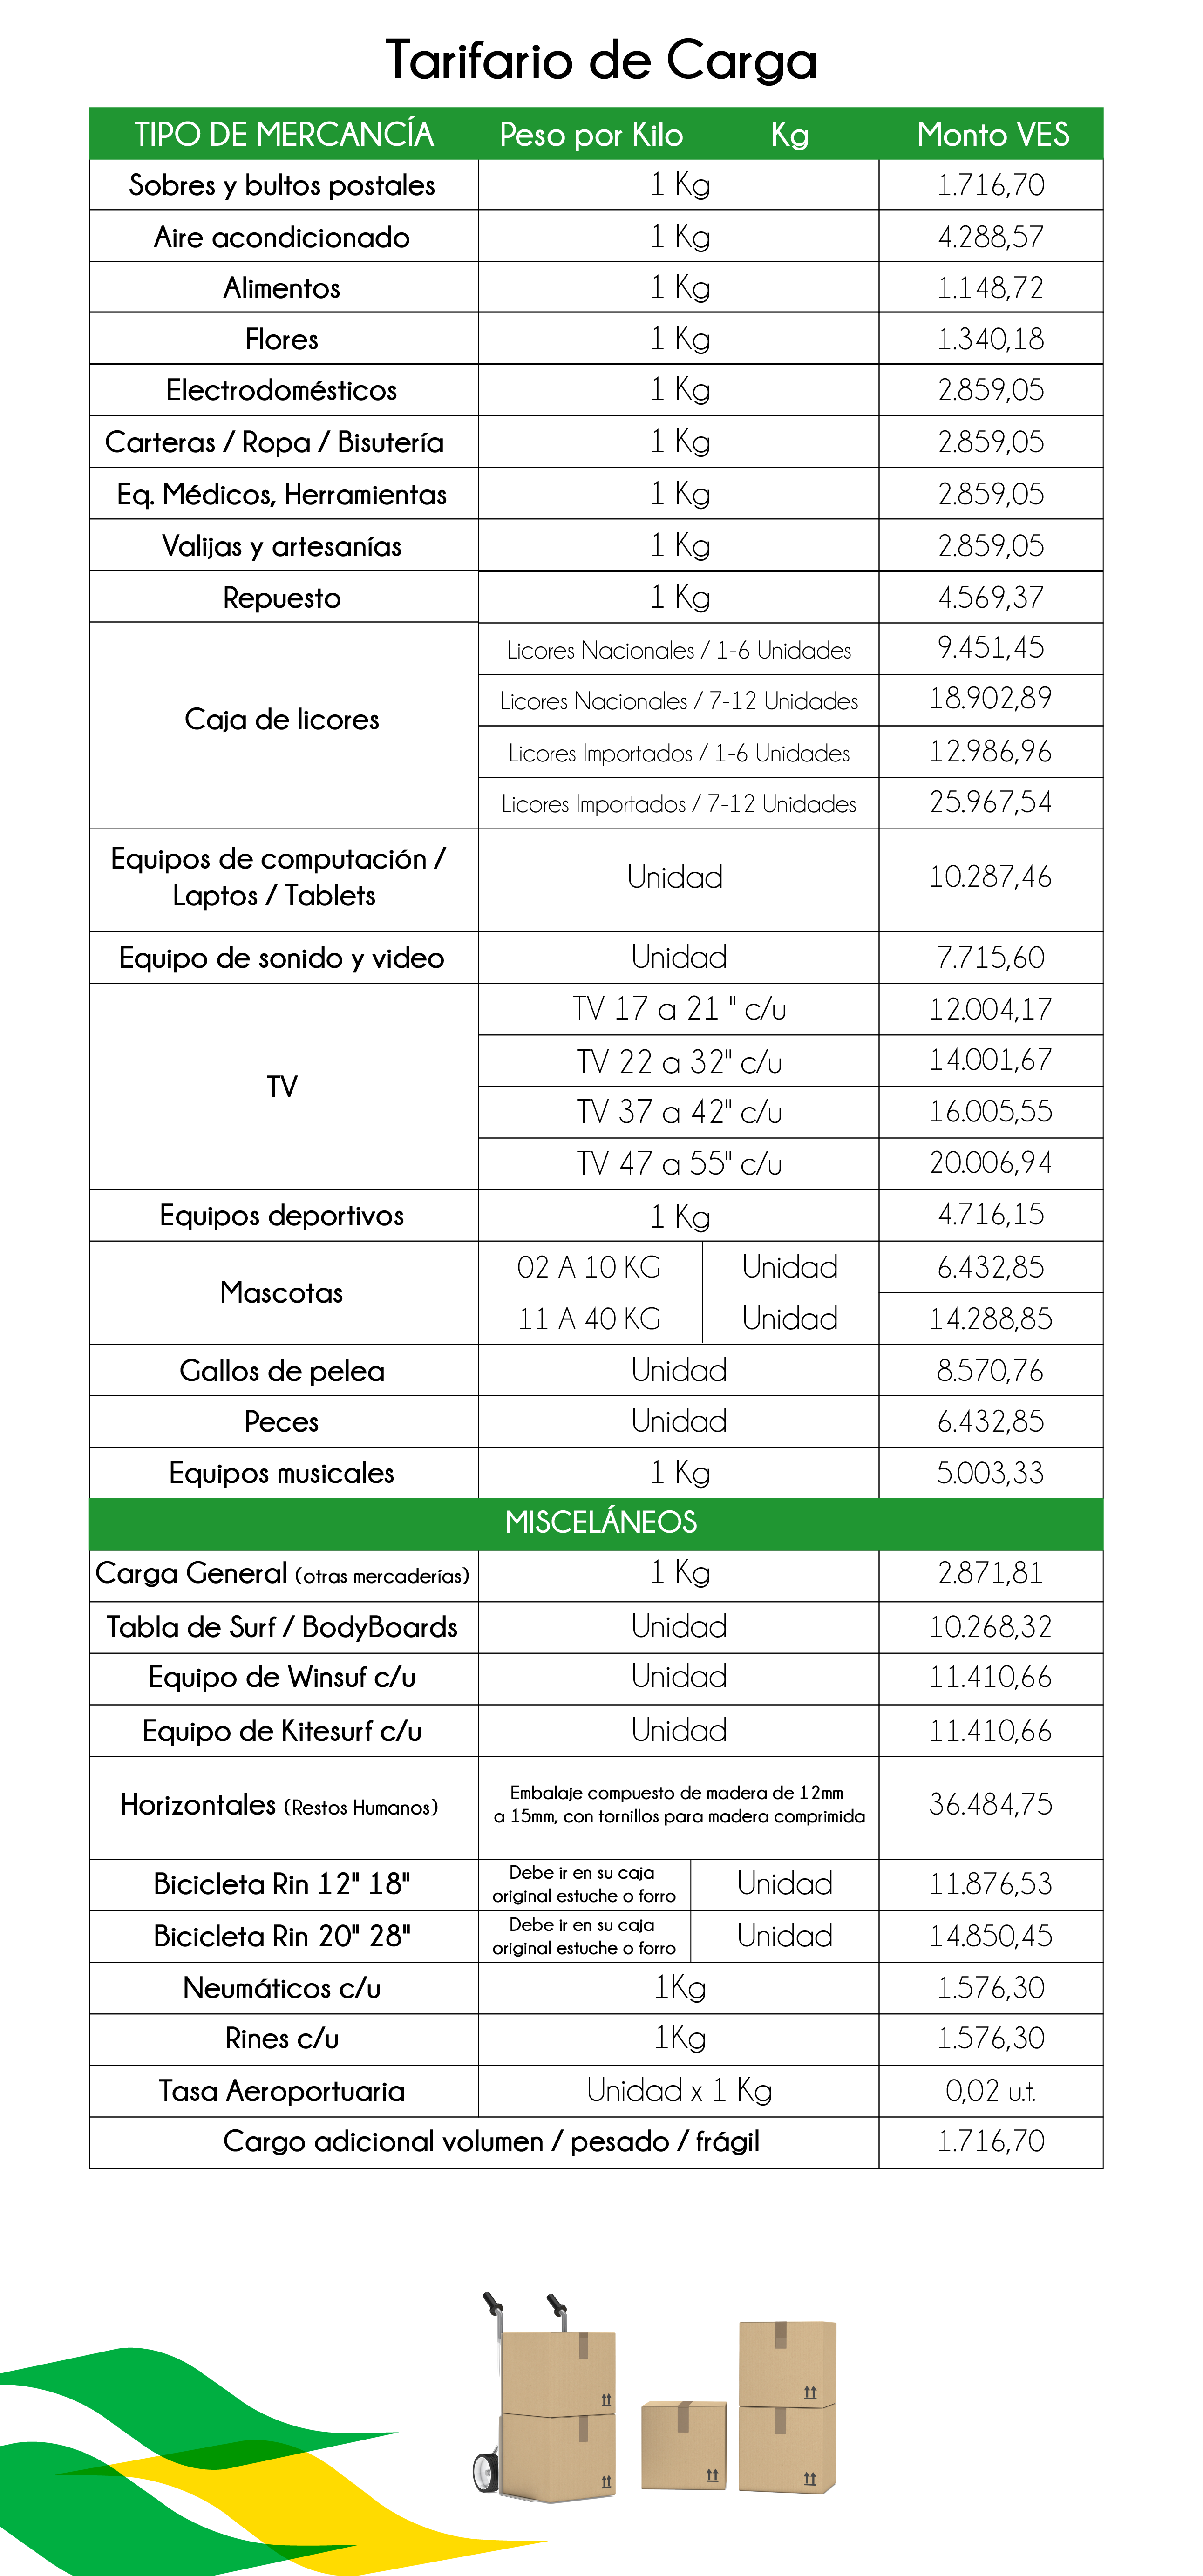 Tarifario de Carga
TIPO DE MERCANCÍA Peso por Kilo Kg Monto VES
Sobres y bultos postales 1 Kg 1.716,70
Aire acondicionado 1 Kg 4.288,57
Alimentos 1 Kg 1.148,72
Flores 1 Kg 1.340,18
Electrodomésticos 1 Kg 2.859,05
Carteras / Ropa / Bisutería 1 Kg 2.859,05
Eq. Médicos, Herramientas 1 Kg 2.859,05
Valijas y artesanías 1 Kg 2.859,05
Repuesto 1 Kg 4.569,37
Caja de licores
Licores Nacionales / 1-6 Unidades 9.451,45
Licores Nacionales / 7-12 Unidades 18.902,89
Licores Importados / 1-6 Unidades 12.986,96
Licores Importados / 7-12 Unidades 25.967,54
Equipos de computación /
Laptos / Tablets
Unidad 10.287,46
Equipo de sonido y video Unidad 7.715,60
TV
TV 17 a 21 " c/u 12.004,17
TV 22 a 32" c/u 14.001,67
TV 37 a 42" c/u 16.005,55
TV 47 a 55" c/u 20.006,94
Equipos deportivos 1 Kg 4.716,15
Mascotas
02 A 10 KG Unidad 6.432,85
11 A 40 KG Unidad 14.288,85
Gallos de pelea Unidad 8.570,76
Peces Unidad 6.432,85
Equipos musicales 1 Kg 5.003,33
MISCELÁNEOS
Carga General (otras mercaderías) 1 Kg 2.871,81
Tabla de Surf / BodyBoards Unidad 10.268,32
Equipo de Winsuf c/u Unidad 11.410,66
Equipo de Kitesurf c/u Unidad 11.410,66
Horizontales (Restos Humanos)
Embalaje compuesto de madera de 12mm
a 15mm, con tornillos para madera comprimida
36.484,75
Bicicleta Rin 12" 18"
Debe ir en su caja
original estuche o forro
Unidad 11.876,53
Bicicleta Rin 20" 28"
Debe ir en su caja
original estuche o forro
Unidad 14.850,45
Neumáticos c/u 1Kg 1.576,30
Rines c/u 1Kg 1.576,30
Tasa Aeroportuaria Unidad x 1 Kg 0,02 u.t.
Cargo adicional volumen / pesado / frágil 1.716,70